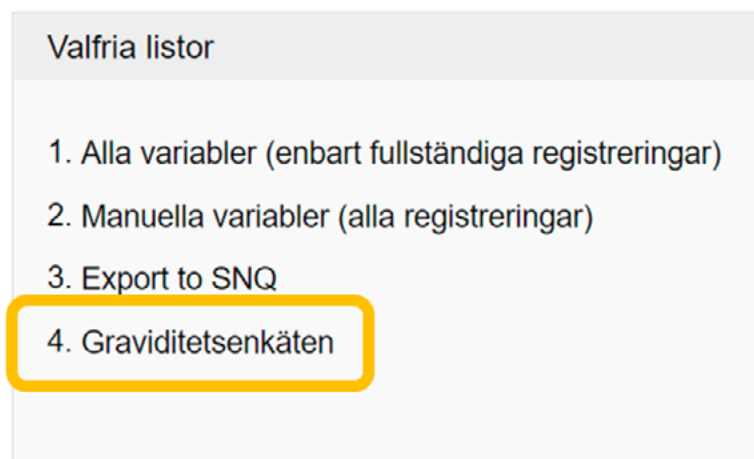 Valfria listor
1. Alla variabler (enbart fullständiga registreringar)
2. Manuella variabler (alla registreringar)
3. Export to SNQ
4. Graviditetsenkäten